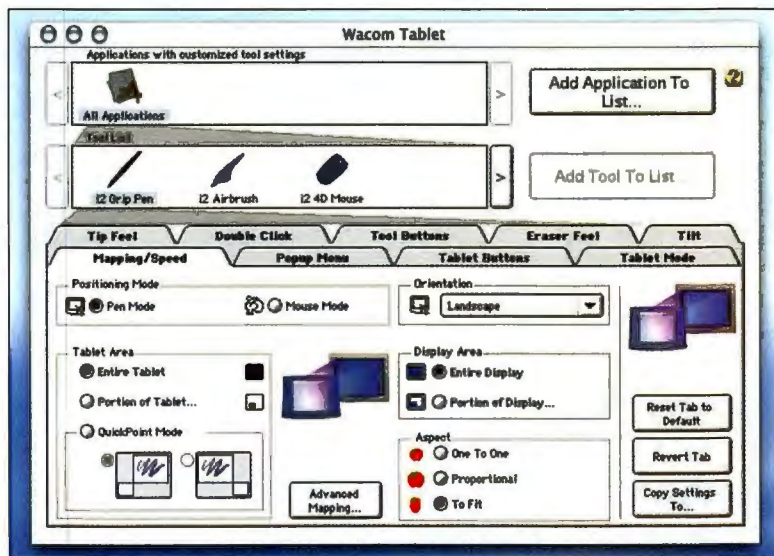 Wacom Tablet
Applications with customized tool settings
<
All Applications
>
Add Application To
List...
?
Tool List
<
I2 Grip Pen
I2 Airbrush
I2 4D Mouse
>
Add Tool To List...
Tip Feel
Double Click
Tool Buttons
Eraser Feel
Tilt
Mapping/Speed
Popup Menu
Tablet Buttons
Tablet Mode
Positioning Mode
Pen Mode
Mouse Mode
Orientation
Landscape
Tablet Area
Entire Tablet
Portion of Tablet...
QuickPoint Mode
Display Area
Entire Display
Portion of Display...
Aspect
One To One
Proportional
To Fit
Advanced
Mapping...
Reset Tab to
Default
Revert Tab
Copy Settings
To...